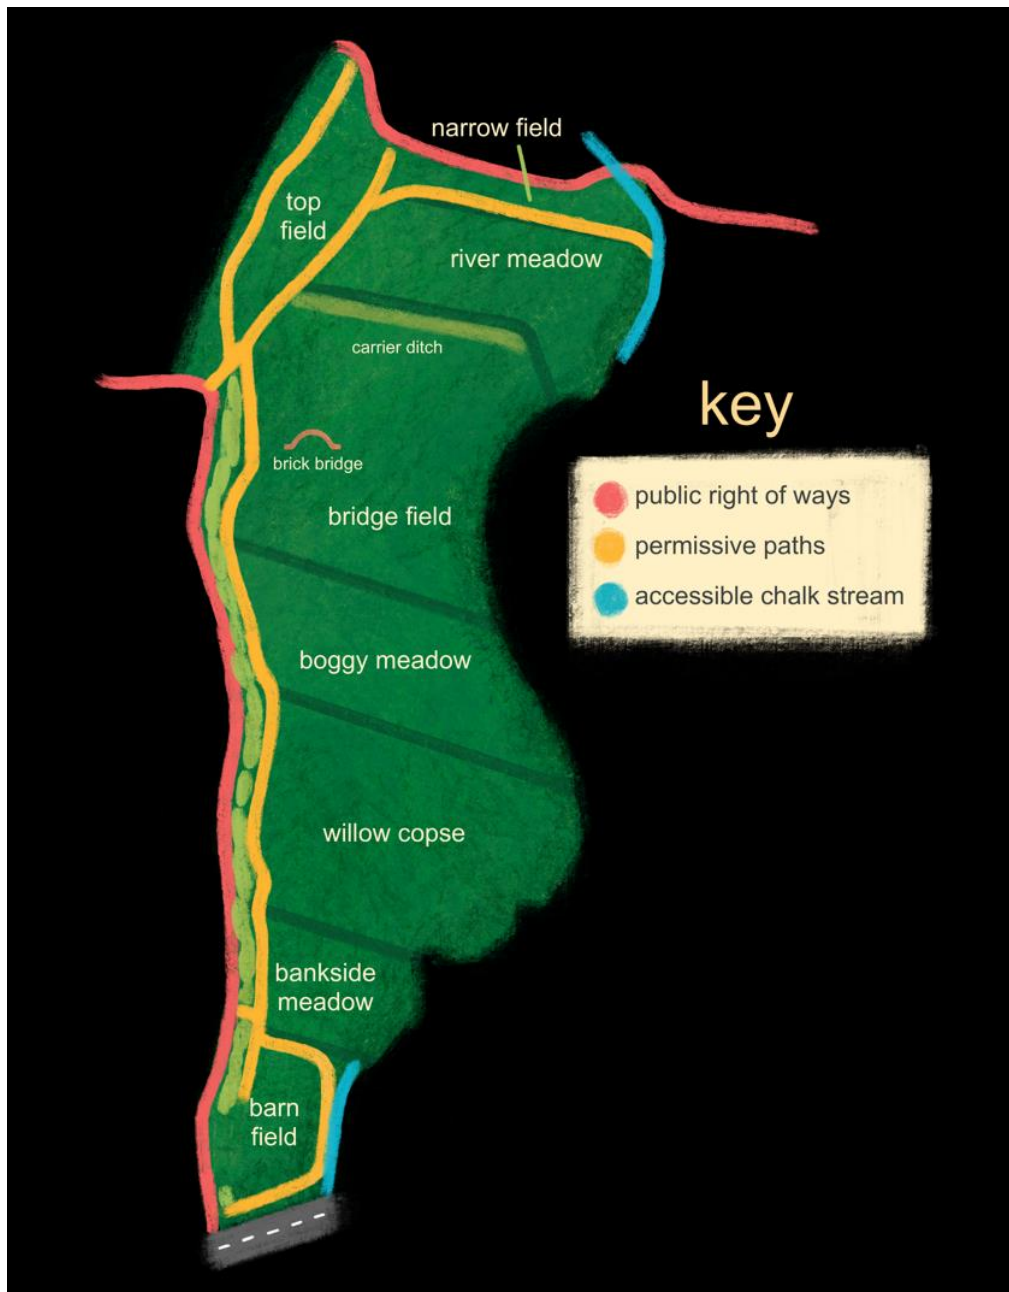 narrow field
top
field
river meadow
carrier ditch
key
brick bridge
public right of ways
bridge field
permissive paths
accessible chalk stream
boggy meadow
willow copse
bankside
meadow
barn
field